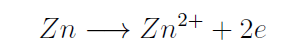 Zn ⟶ Zn²⁺ + 2e